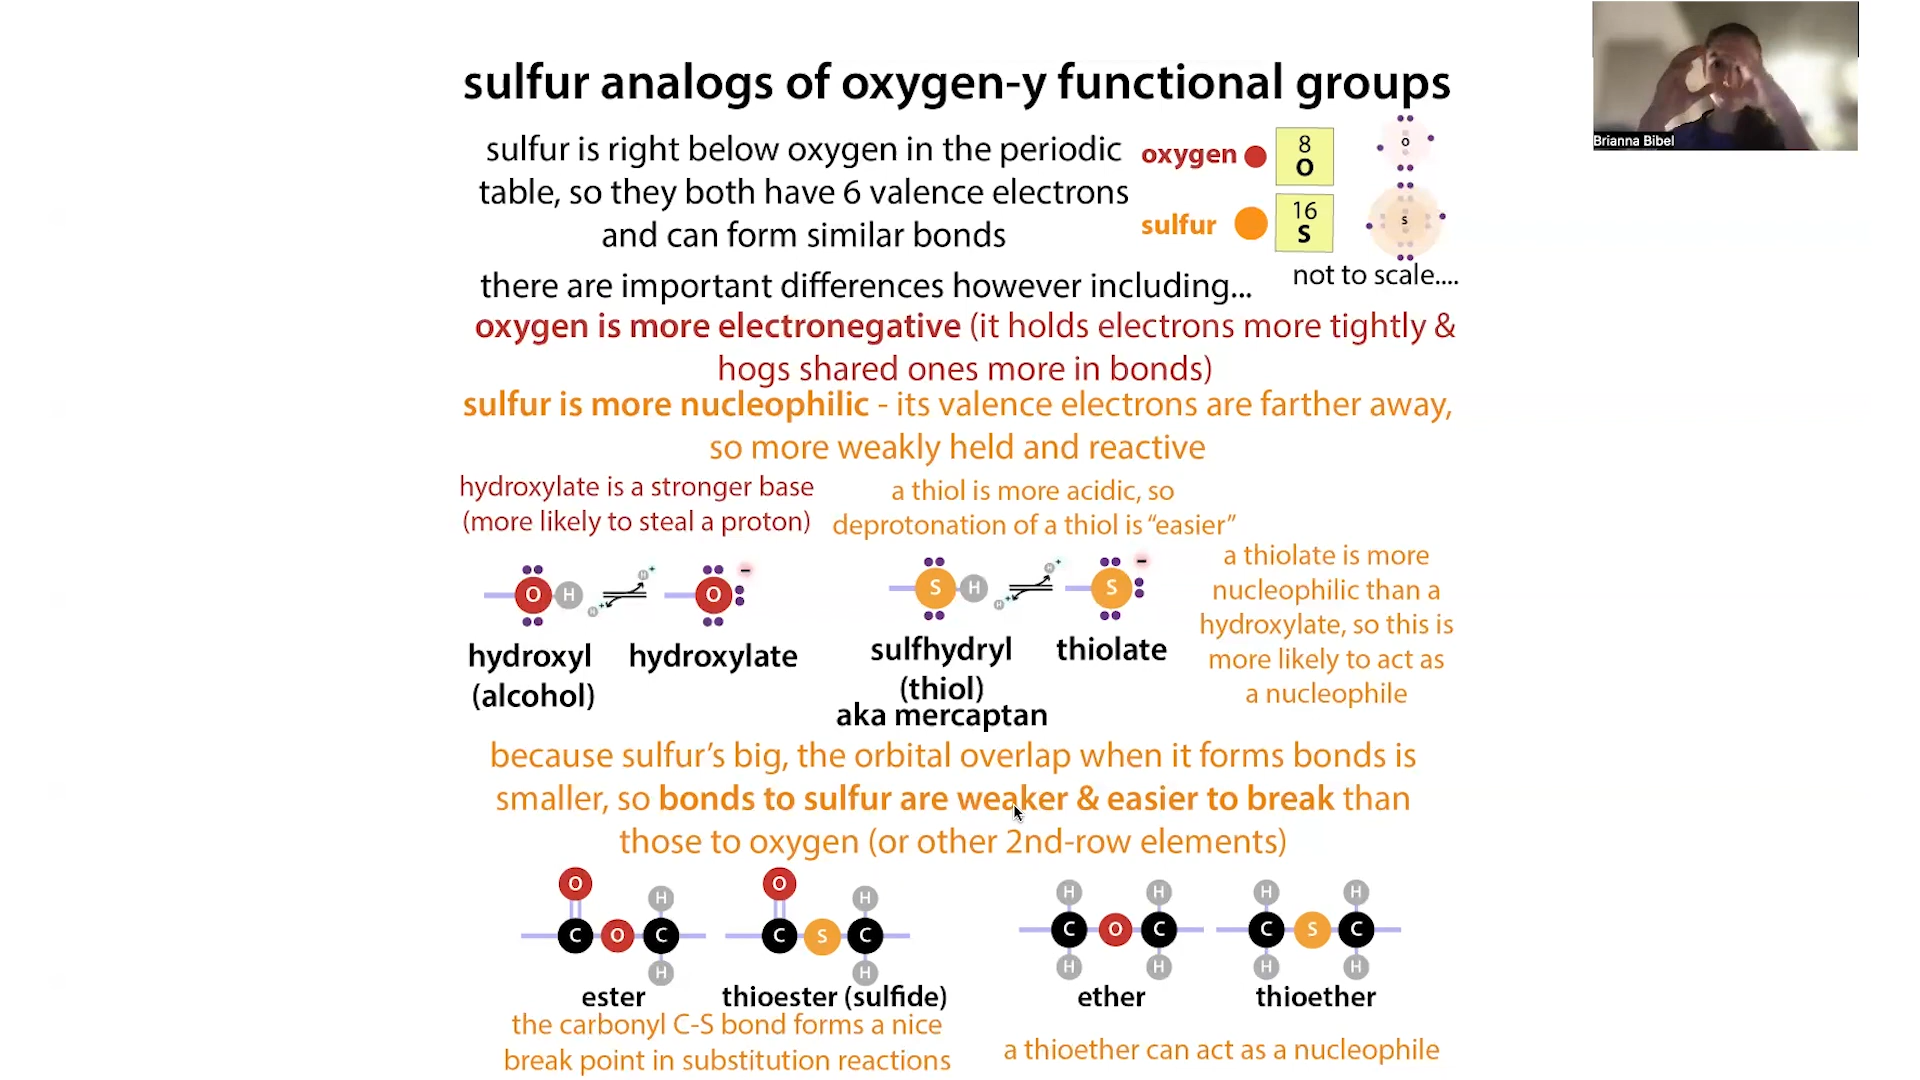 sulfur analogs of oxygen-y functional groups
Brianna Bibel
sulfur is right below oxygen in the periodic
table, so they both have 6 valence electrons
and can form similar bonds
oxygen
8
O
O
sulfur
16
S
S
not to scale....
there are important differences however including...
oxygen is more electronegative (it holds electrons more tightly &
hogs shared ones more in bonds)
sulfur is more nucleophilic - its valence electrons are farther away,
so more weakly held and reactive
hydroxylate is a stronger base
(more likely to steal a proton)
a thiol is more acidic, so
deprotonation of a thiol is “easier”
O H H+ H+ O −
S H H+ H+ S −
a thiolate is more
nucleophilic than a
hydroxylate, so this is
more likely to act as
a nucleophile
hydroxyl
(alcohol)
hydroxylate
sulfhydryl
(thiol)
aka mercaptan
thiolate
because sulfur’s big, the orbital overlap when it forms bonds is
smaller, so bonds to sulfur are weaker & easier to break than
those to oxygen (or other 2nd-row elements)
O H
C O C
H
ester
O H
C S C
H
thioester (sulfide)
the carbonyl C-S bond forms a nice
break point in substitution reactions
H H
C O C
H H
ether
H H
C S C
H H
thioether
a thioether can act as a nucleophile